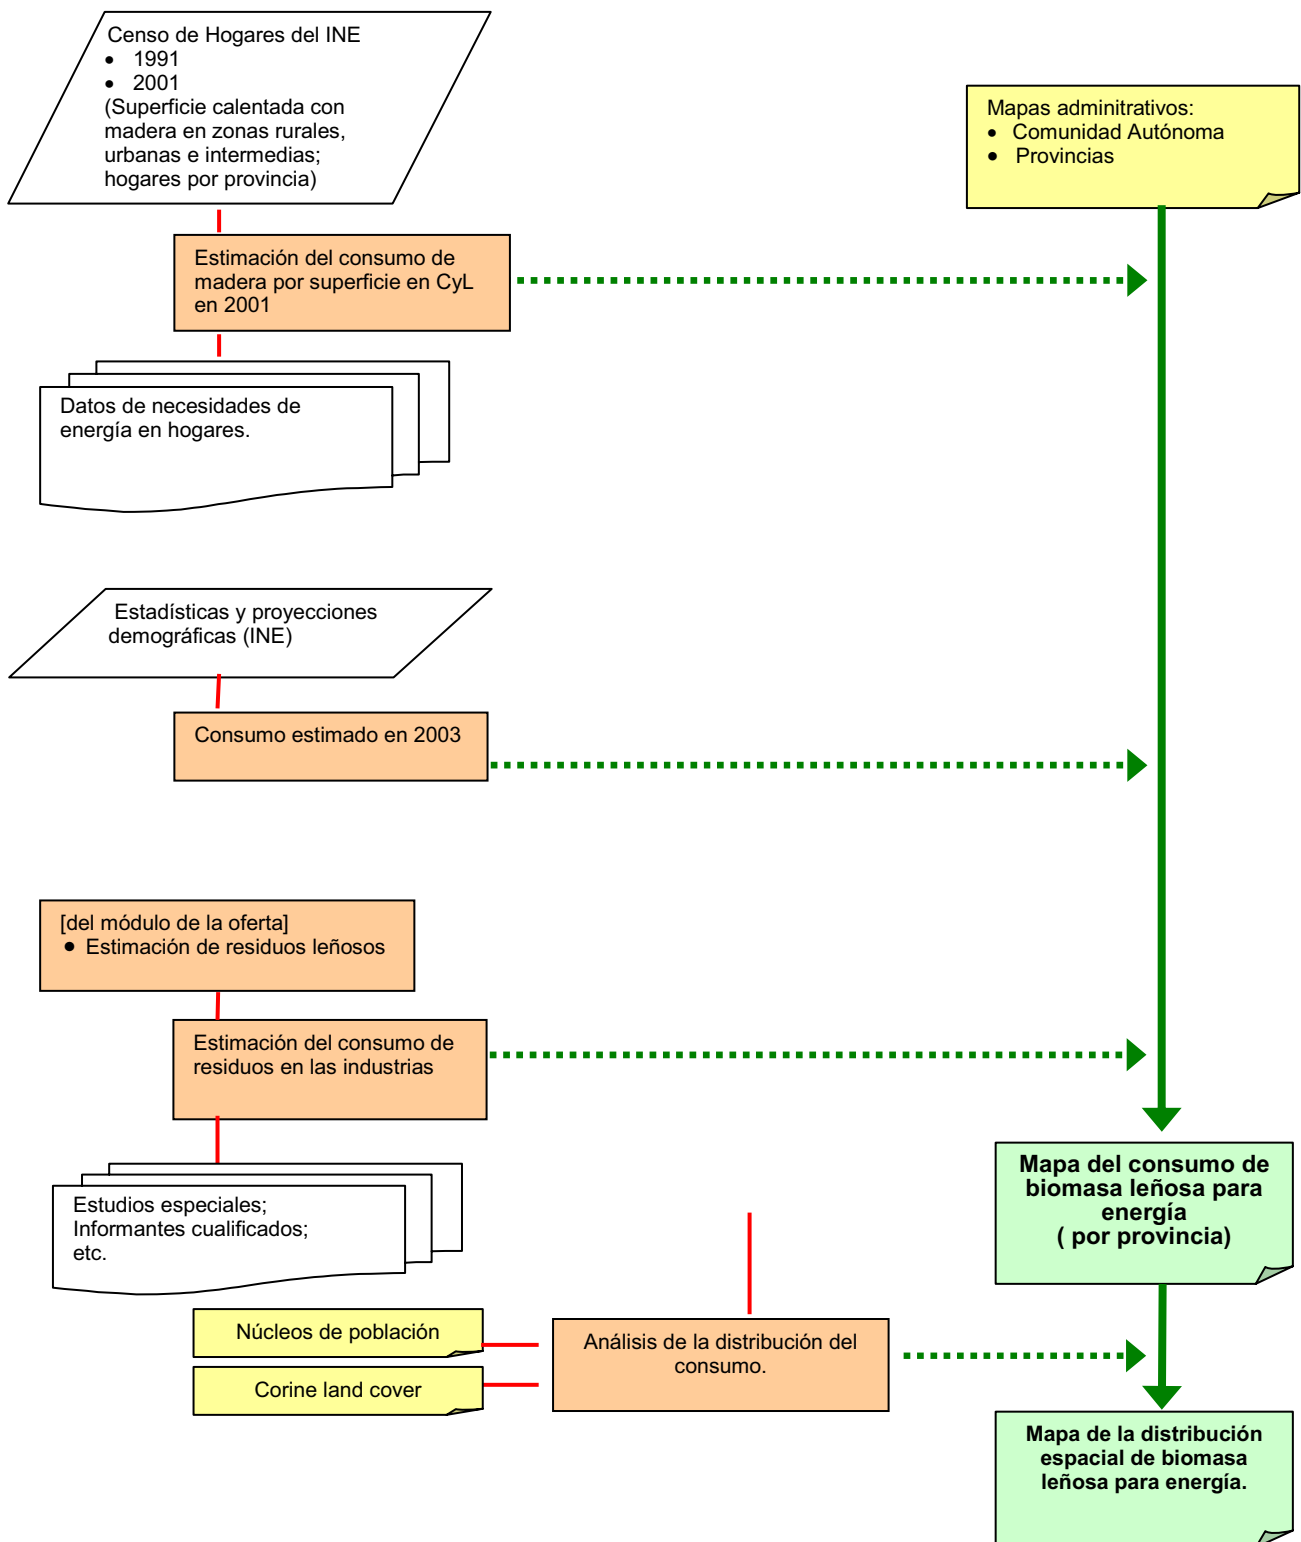 Censo de Hogares del INE
• 1991
• 2001
(Superficie calentada con
madera en zonas rurales,
urbanas e intermedias;
hogares por provincia)
Mapas adminitrativos:
• Comunidad Autónoma
• Provincias
Estimación del consumo de
madera por superficie en CyL
en 2001
Datos de necesidades de
energía en hogares.
Estadísticas y proyecciones
demográficas (INE)
Consumo estimado en 2003
[del módulo de la oferta]
• Estimación de residuos leñosos
Estimación del consumo de
residuos en las industrias
Estudios especiales;
Informantes cualificados;
etc.
Mapa del consumo de
biomasa leñosa para
energía
( por provincia)
Núcleos de población
Corine land cover
Análisis de la distribución del
consumo.
Mapa de la distribución
espacial de biomasa
leñosa para energía.